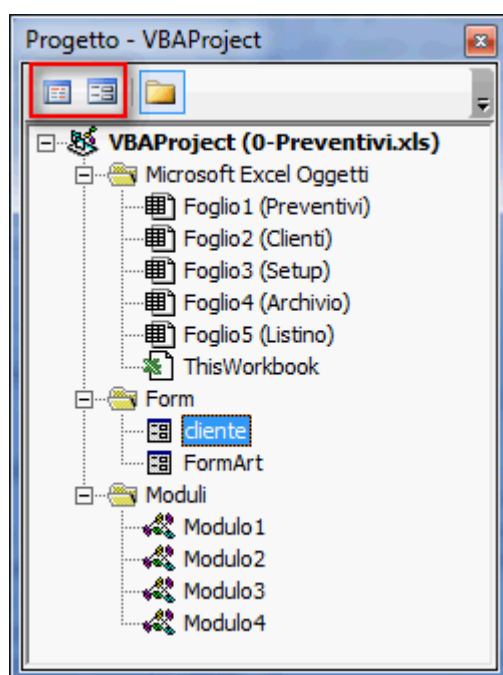 Progetto - VBAProject
VBAProject (0-Preventivi.xls)
Microsoft Excel Oggetti
Foglio1 (Preventivi)
Foglio2 (Clienti)
Foglio3 (Setup)
Foglio4 (Archivio)
Foglio5 (Listino)
ThisWorkbook
Form
cliente
FormArt
Moduli
Modulo1
Modulo2
Modulo3
Modulo4